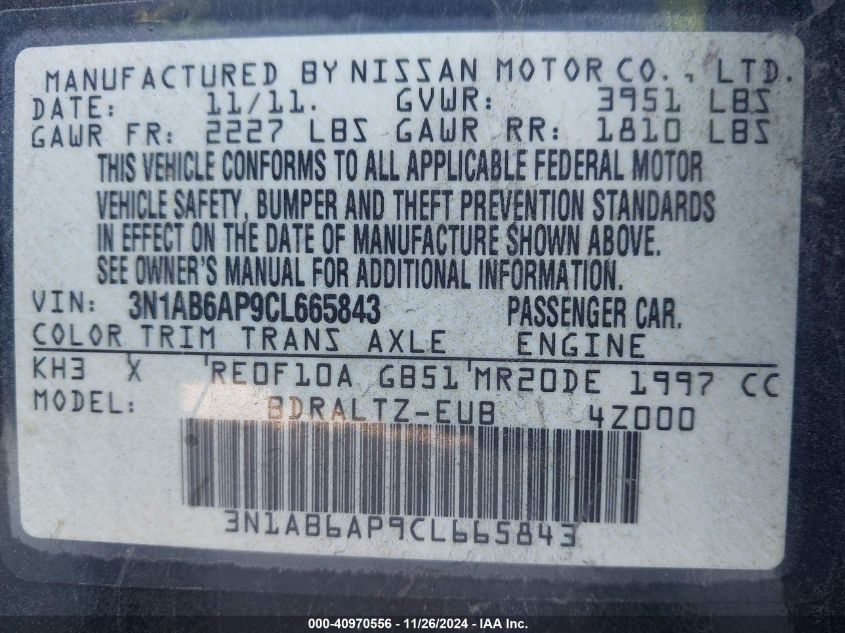 MANUFACTURED BY NISSAN MOTOR CO., LTD.
DATE: 11/11. GVWR: 3951 LBS
GAWR FR: 2227 LBS GAWR RR: 1810 LBS
THIS VEHICLE CONFORMS TO ALL APPLICABLE FEDERAL MOTOR
VEHICLE SAFETY, BUMPER AND THEFT PREVENTION STANDARDS
IN EFFECT ON THE DATE OF MANUFACTURE SHOWN ABOVE.
SEE OWNER'S MANUAL FOR ADDITIONAL INFORMATION.
VIN: 3N1AB6AP9CL665843 PASSENGER CAR.
COLOR TRIM TRANS AXLE ENGINE
KH3 X RE0F10A GB51 MR20DE 1997 CC
MODEL: BDRALTZ-EUB 4Z000
3N1AB6AP9CL665843
000-40970556 - 11/26/2024 - IAA Inc.